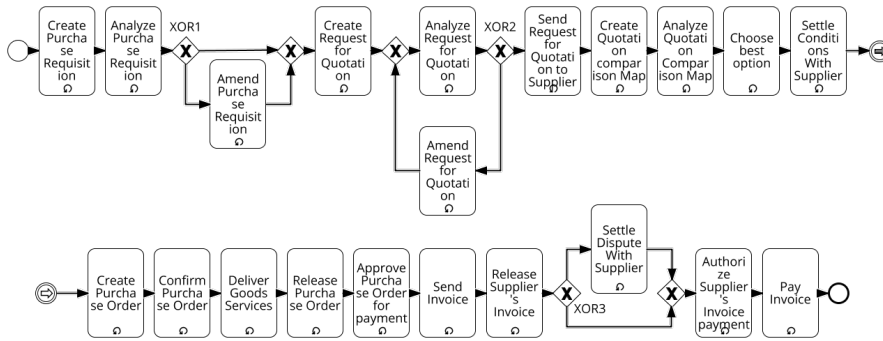 Create
Purcha
se
Requisit
ion
Analyze
Purcha
se
Requisit
ion
XOR1
Amend
Purcha
se
Requisit
ion
Create
Request
for
Quotati
on
Analyze
Request
for
Quotati
on
XOR2
Amend
Request
for
Quotati
on
Send
Request
for
Quotati
on to
Supplier
Create
Quotati
on
compar
ison Map
Analyze
Quotati
on
Compar
ison Map
Choose
best
option
Settle
Conditi
ons
With
Supplier
Create
Purcha
se Order
Confirm
Purcha
se Order
Deliver
Goods
Services
Release
Purcha
se Order
Approve
Purcha
se Order
for
payment
Send
Invoice
Release
Supplier
's
Invoice
XOR3
Settle
Dispute
With
Supplier
Authori
ze
Supplier
's
Invoice
payment
Pay
Invoice